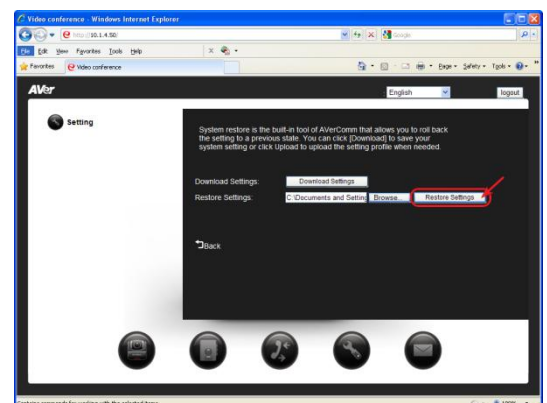 Video conference - Windows Internet Explorer
http://10.1.4.50/
Google
File Edit View Favorites Tools Help
Favorites Video conference
Page Safety Tools
AVer
English logout
Setting
System restore is the built-in tool of AVerComm that allows you to roll back
the setting to a previous state. You can click [Download] to save your
system setting or click Upload to upload the setting profile when needed.
Download Settings: Download Settings
Restore Settings: C:\Documents and Setting Browse... Restore Settings
Back
100%